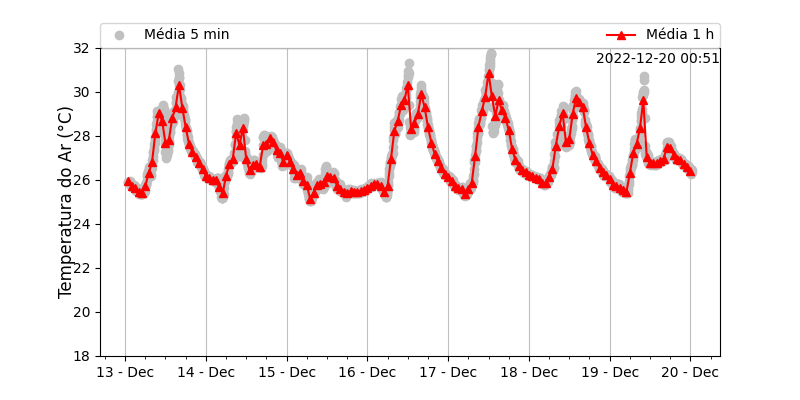 Média 5 min
Média 1 h
2022-12-20 00:51
Temperatura do Ar (°C)
32
30
28
26
24
22
20
18
13 - Dec
14 - Dec
15 - Dec
16 - Dec
17 - Dec
18 - Dec
19 - Dec
20 - Dec